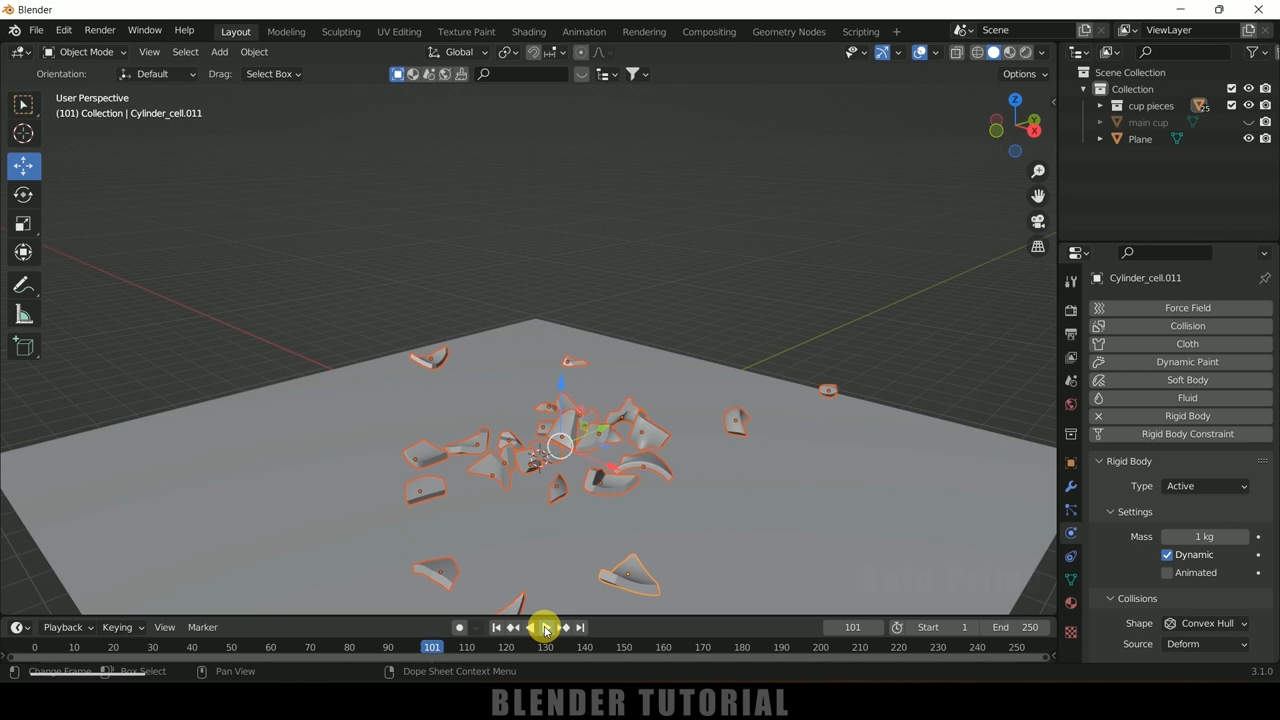 Blender
File Edit Render Window Help Layout Modeling Sculpting UV Editing Texture Paint Shading Animation Rendering Compositing Geometry Nodes Scripting + Scene ViewLayer
Object Mode View Select Add Object Global
Orientation: Default Drag: Select Box Options
User Perspective
(101) Collection | Cylinder_cell.011
Z
Y
X
Scene Collection
Collection
cup pieces 25
main cup
Plane
Cylinder_cell.011
Force Field
Collision
Cloth
Dynamic Paint
Soft Body
Fluid
Rigid Body
Rigid Body Constraint
Rigid Body
Type Active
Settings
Mass 1 kg
Dynamic
Animated
Collisions
Shape Convex Hull
Source Deform
Playback Keying View Marker 101 Start 1 End 250
0 10 20 30 40 50 60 70 80 90 101 110 120 130 140 150 160 170 180 190 200 210 220 230 240 250
Change Frame Box Select Pan View Dope Sheet Context Menu 3.1.0
BLENDER TUTORIAL